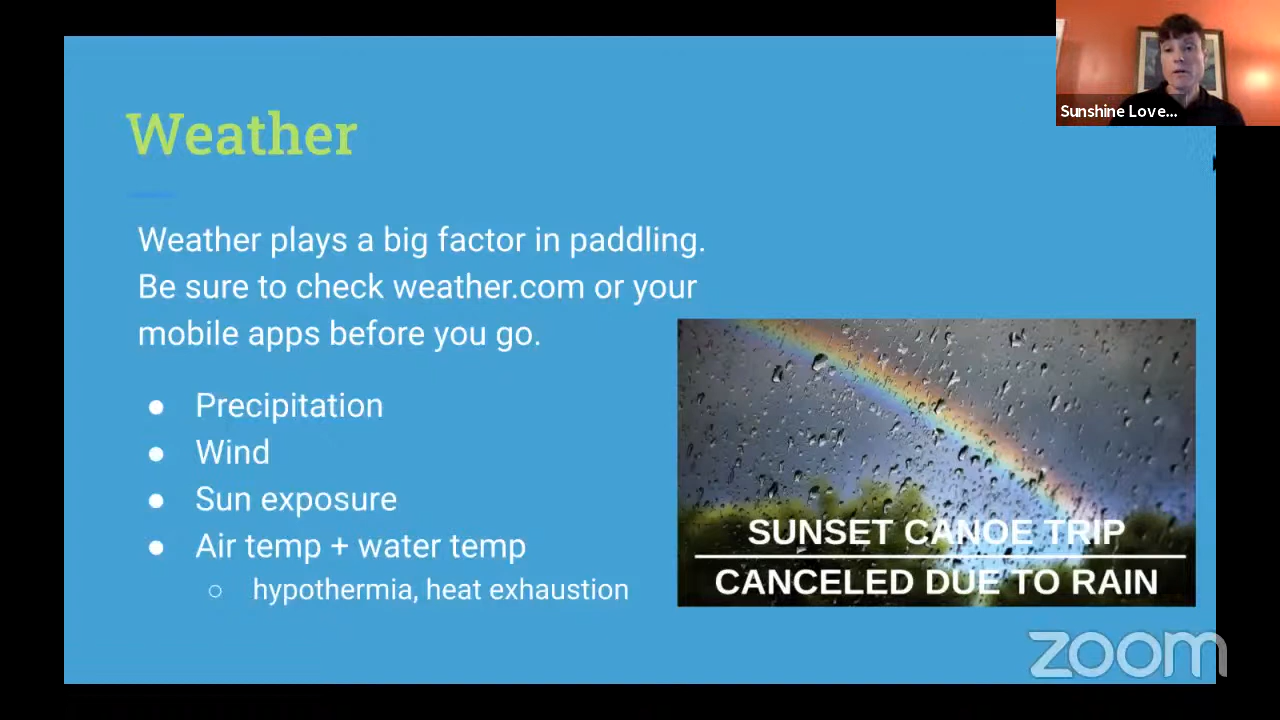 Sunshine Love...
Weather
Weather plays a big factor in paddling.
Be sure to check weather.com or your
mobile apps before you go.
● Precipitation
● Wind
● Sun exposure
● Air temp + water temp
○ hypothermia, heat exhaustion
SUNSET CANOE TRIP
CANCELED DUE TO RAIN
zoom